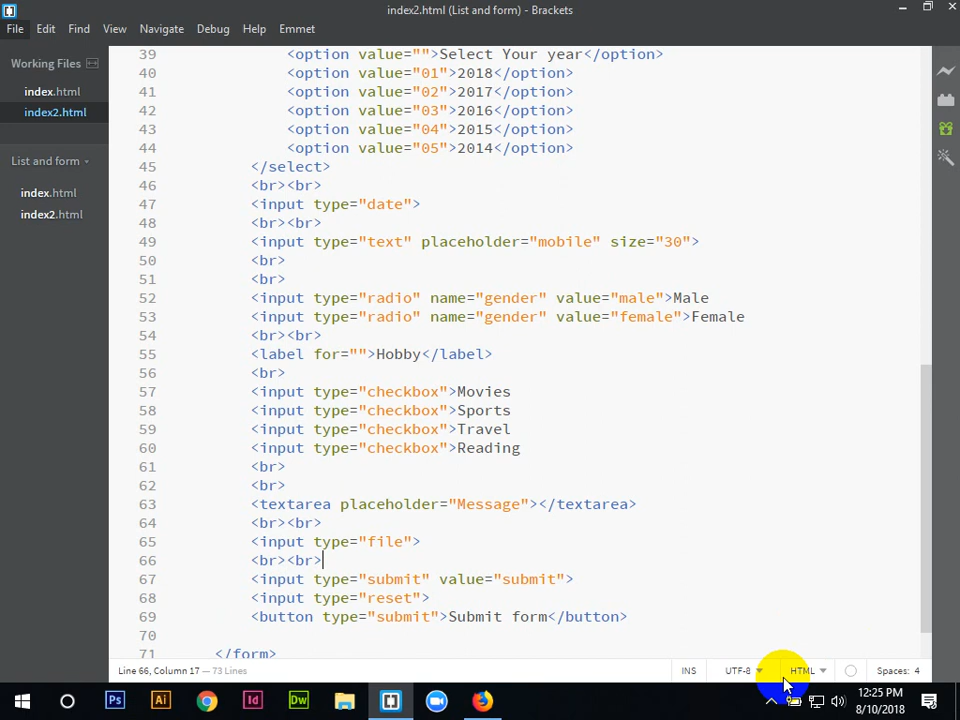 index2.html (List and form) - Brackets
File Edit Find View Navigate Debug Help Emmet
Working Files
index.html
index2.html
List and form
index.html
index2.html
39 <option value="">Select Your year</option>
40 <option value="01">2018</option>
41 <option value="02">2017</option>
42 <option value="03">2016</option>
43 <option value="04">2015</option>
44 <option value="05">2014</option>
45 </select>
46 <br><br>
47 <input type="date">
48 <br><br>
49 <input type="text" placeholder="mobile" size="30">
50 <br>
51 <br>
52 <input type="radio" name="gender" value="male">Male
53 <input type="radio" name="gender" value="female">Female
54 <br><br>
55 <label for="">Hobby</label>
56 <br>
57 <input type="checkbox">Movies
58 <input type="checkbox">Sports
59 <input type="checkbox">Travel
60 <input type="checkbox">Reading
61 <br>
62 <br>
63 <textarea placeholder="Message"></textarea>
64 <br><br>
65 <input type="file">
66 <br><br>
67 <input type="submit" value="submit">
68 <input type="reset">
69 <button type="submit">Submit form</button>
70
71 </form>
Line 66, Column 17 — 73 Lines
INS UTF-8 HTML Spaces: 4
Ps Ai Id Dw
12:25 PM
8/10/2018